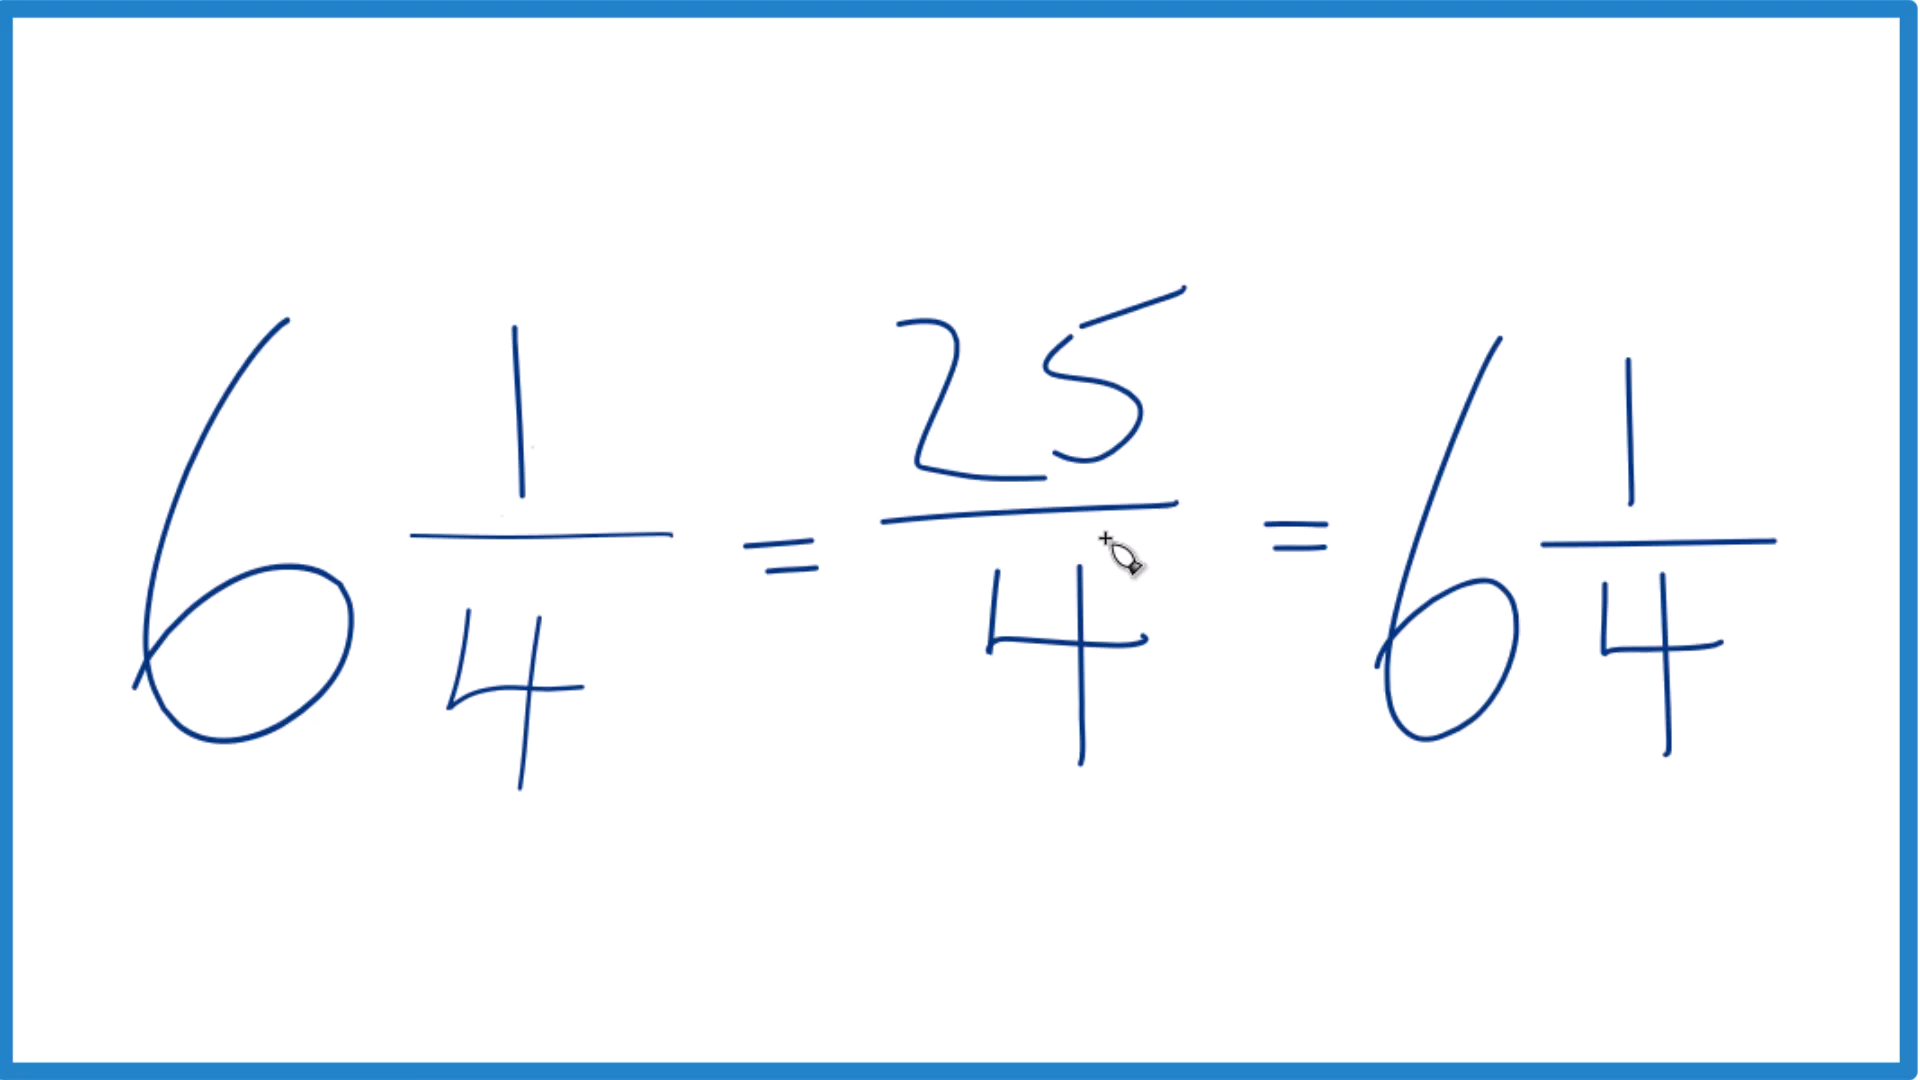 6 1/4 = 25/4 = 6 1/4